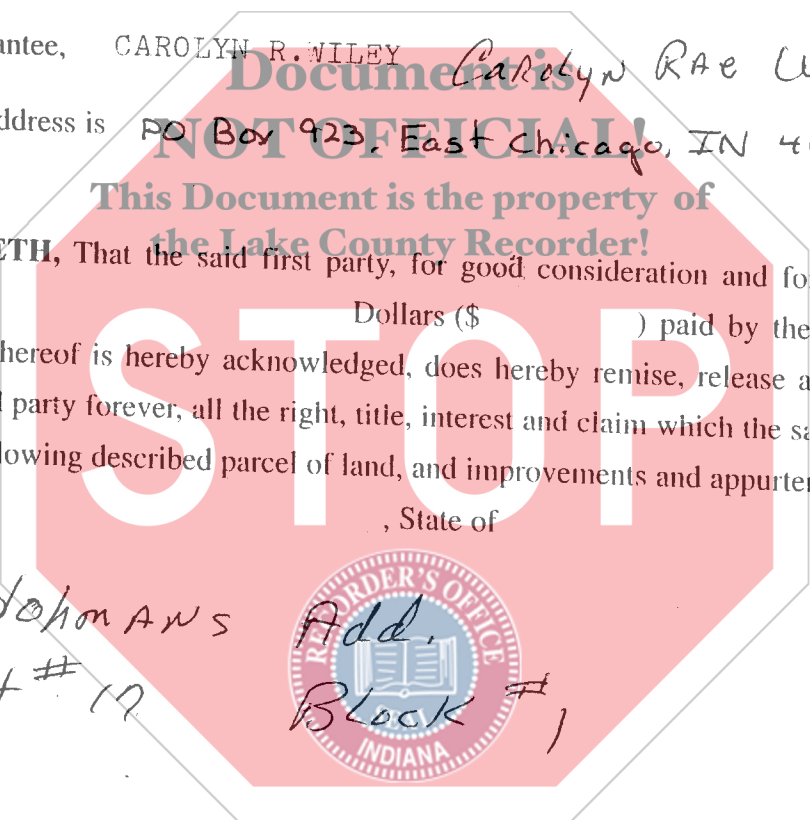 antee, CAROLYN R. WILEY Carolyn Rae
Document is
ddress is PO Box 923, East Chicago, IN 4
NOT OFFICIAL!
This Document is the property of
the Lake County Recorder!
ETH, That the said first party, for good consideration and fo
Dollars ($ ) paid by the
hereof is hereby acknowledged, does hereby remise, release a
party forever, all the right, title, interest and claim which the sa
lowing described parcel of land, and improvements and appurte
, State of
STOP
RECORDER'S OFFICE
Add.
# 17 Block # 1
SEAL
INDIANA